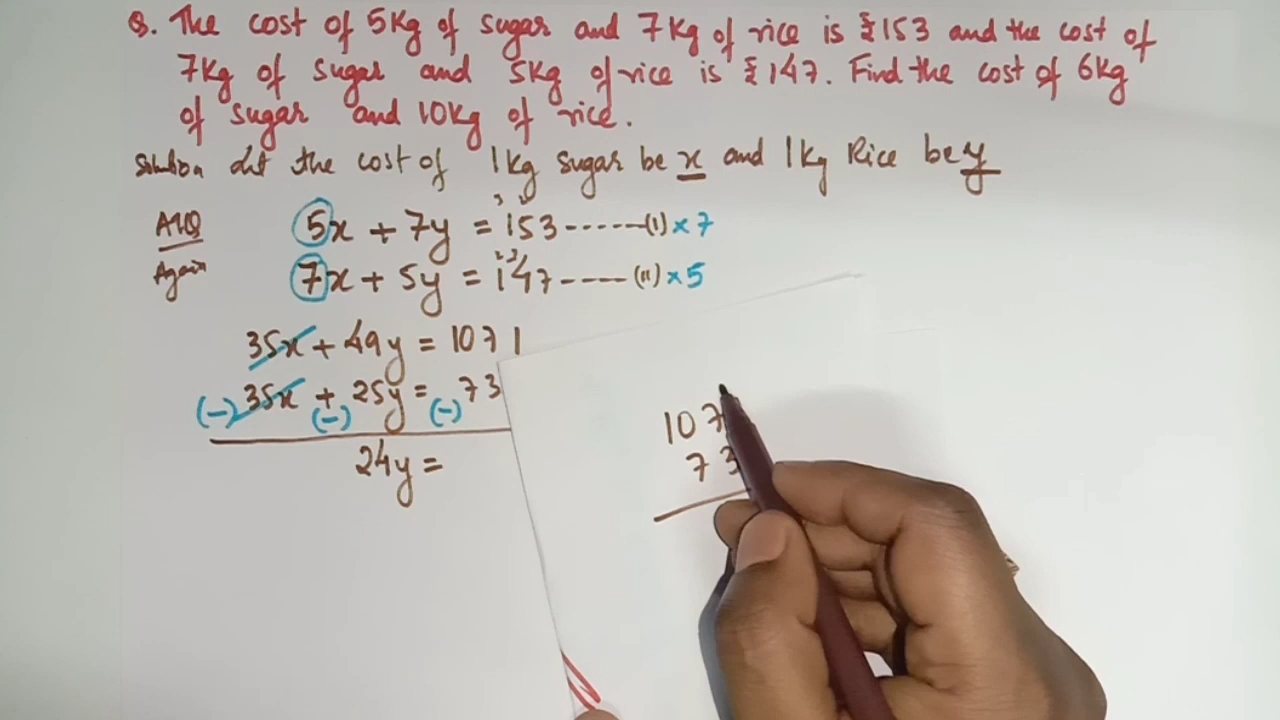 Q. The cost of 5Kg of sugar and 7Kg of rice is ₹153 and the cost of
7Kg of sugar and 5Kg of rice is ₹147. Find the cost of 6Kg
of sugar and 10Kg of rice.
Solution Let the cost of 1kg Sugar be x and 1Kg Rice be y
ATQ 5x + 7y = 153 ------(I) × 7
Again 7x + 5y = 147 ----(II) × 5
35x + 49y = 1071
(-) 35x + (-) 25y = (-) 73
24y =
107
73